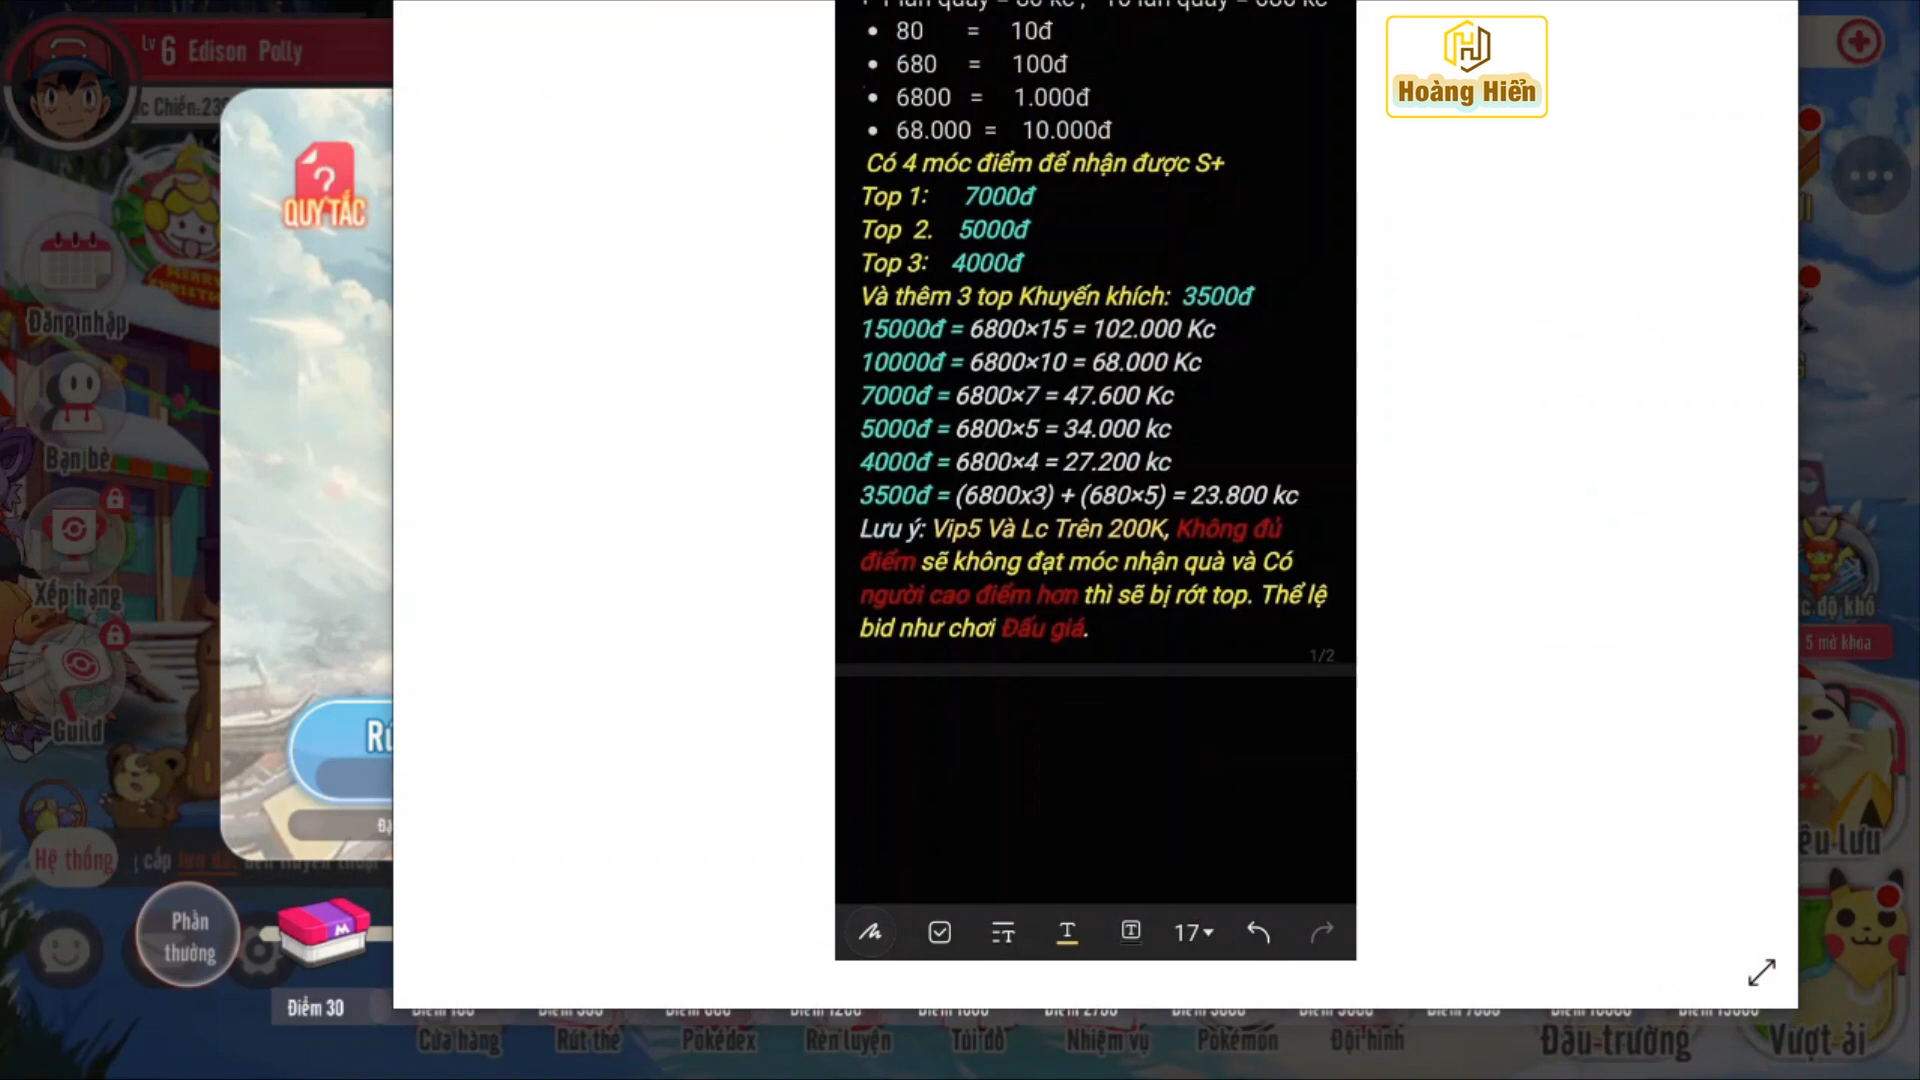 • 80 = 10đ
• 680 = 100đ
• 6800 = 1.000đ
• 68.000 = 10.000đ
Có 4 móc điểm để nhận được S+
Top 1: 7000đ
Top 2. 5000đ
Top 3: 4000đ
Và thêm 3 top Khuyến khích: 3500đ
15000đ = 6800×15 = 102.000 Kc
10000đ = 6800×10 = 68.000 Kc
7000đ = 6800×7 = 47.600 Kc
5000đ = 6800×5 = 34.000 kc
4000đ = 6800×4 = 27.200 kc
3500đ = (6800x3) + (680×5) = 23.800 kc
Lưu ý: Vip5 Và Lc Trên 200K, Không đủ
điểm sẽ không đạt móc nhận quà và Có
người cao điểm hơn thì sẽ bị rớt top. Thể lệ
bid như chơi Đấu giá.
1/2
17
Hoàng Hiển
Lv 6 Edison Polly
QUY TẮC
MERRY
Đăng nhập
Bạn bè
Xếp hạng
Guild
Hệ thống
Phần
thưởng
Điểm 30
5 mở khóa
Cửa hàng
Rút thẻ
Pokédex
Rèn luyện
Túi đồ
Nhiệm vụ
Pokémon
Đội hình
Đấu trường
Vượt ải